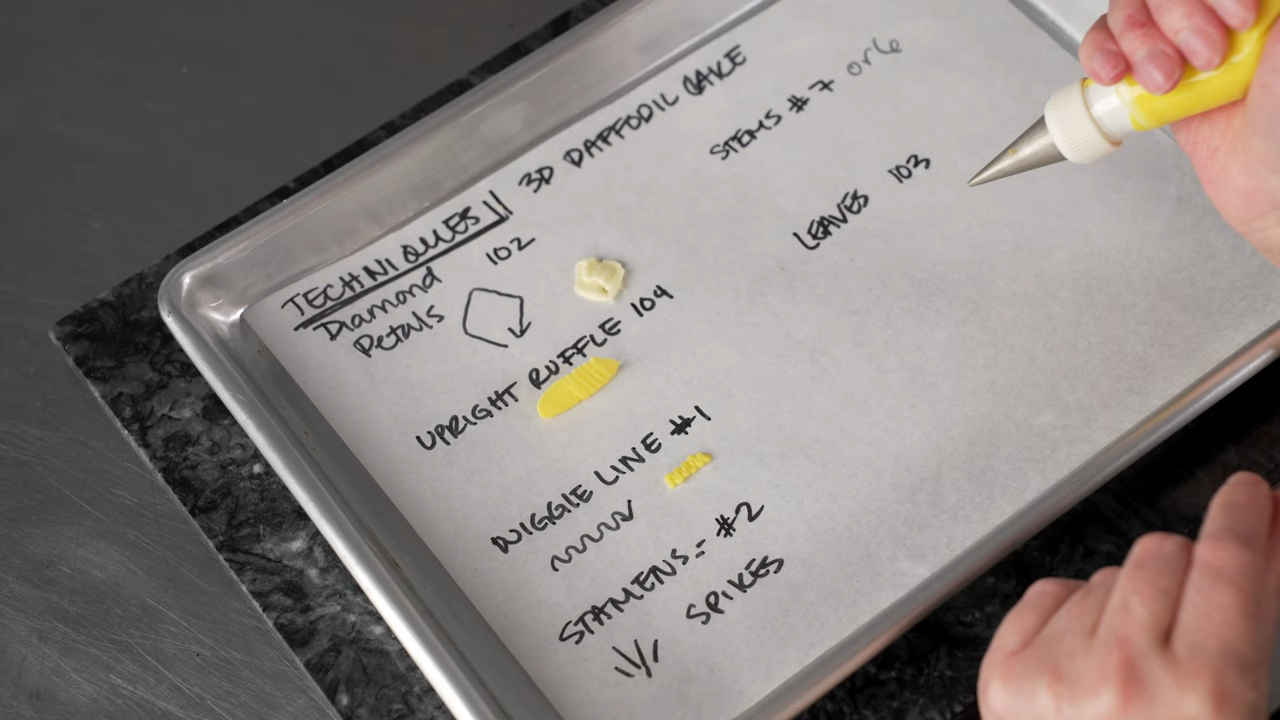 TECHNIQUES || 3D DAFFODIL CAKE
Diamond 102
Petals
UPRIGHT RUFFLE 104
WIGGLE LINE #1
STAMENS - #2
SPIKES
STEMS #7 or 6
LEAVES 103